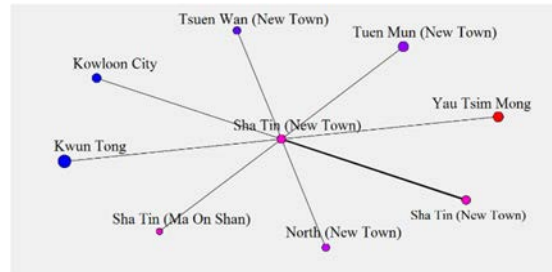 Tsuen Wan (New Town)
Tuen Mun (New Town)
Kowloon City
Yau Tsim Mong
Sha Tin (New Town)
Kwun Tong
Sha Tin (Ma On Shan)
North (New Town)
Sha Tin (New Town)